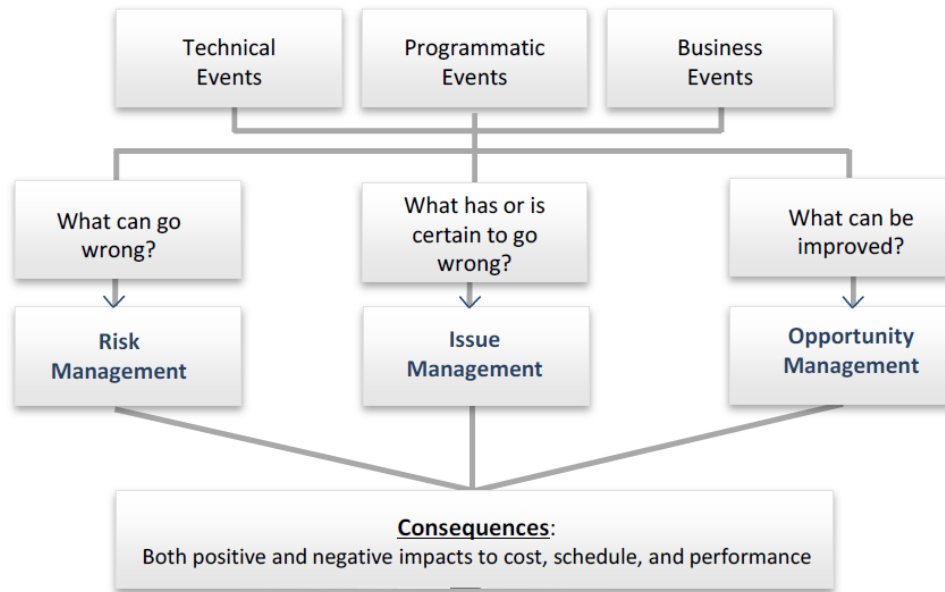 Technical
Events
Programmatic
Events
Business
Events
What can go
wrong?
What has or is
certain to go
wrong?
What can be
improved?
Risk
Management
Issue
Management
Opportunity
Management
Consequences:
Both positive and negative impacts to cost, schedule, and performance